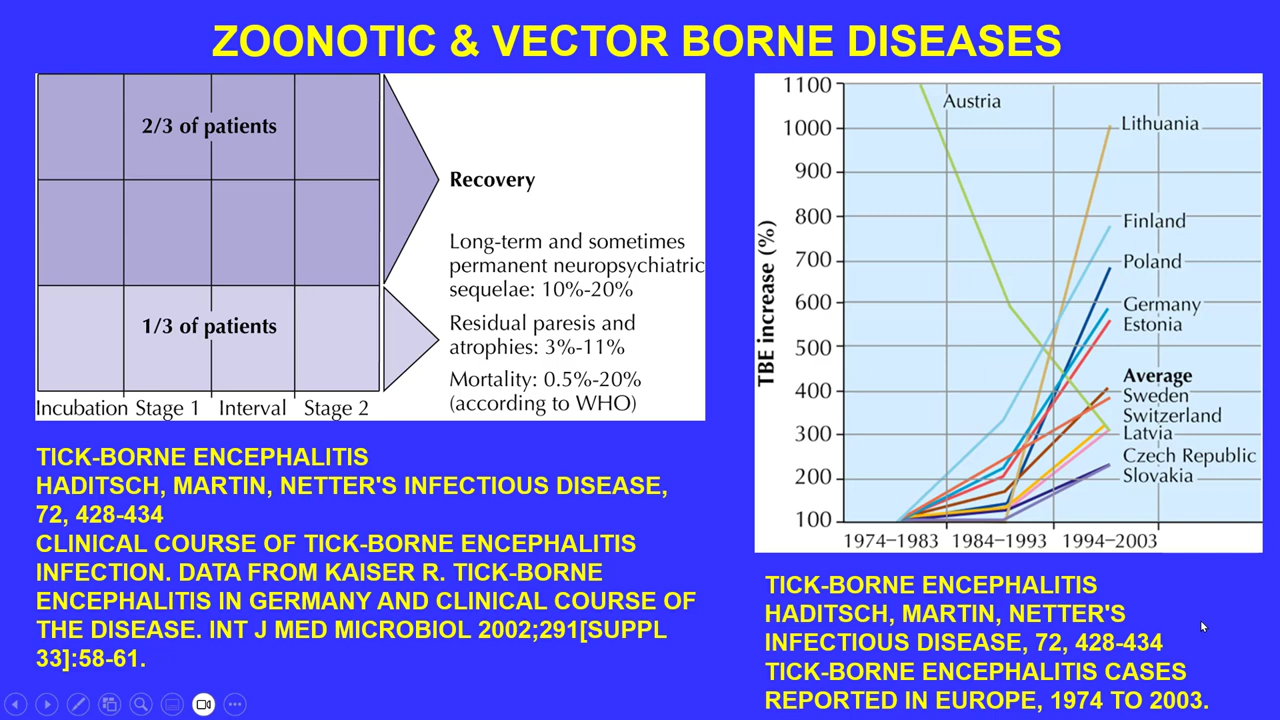 ZOONOTIC & VECTOR BORNE DISEASES
2/3 of patients
1/3 of patients
Incubation Stage 1 Interval Stage 2
Recovery
Long-term and sometimes
permanent neuropsychiatric
sequelae: 10%-20%
Residual paresis and
atrophies: 3%-11%
Mortality: 0.5%-20%
(according to WHO)
TICK-BORNE ENCEPHALITIS
HADITSCH, MARTIN, NETTER'S INFECTIOUS DISEASE,
72, 428-434
CLINICAL COURSE OF TICK-BORNE ENCEPHALITIS
INFECTION. DATA FROM KAISER R. TICK-BORNE
ENCEPHALITIS IN GERMANY AND CLINICAL COURSE OF
THE DISEASE. INT J MED MICROBIOL 2002;291[SUPPL
33]:58-61.
TBE increase (%)
1100
1000
900
800
700
600
500
400
300
200
100
Austria
Lithuania
Finland
Poland
Germany
Estonia
Average
Sweden
Switzerland
Latvia
Czech Republic
Slovakia
1974–1983 1984–1993 1994–2003
TICK-BORNE ENCEPHALITIS
HADITSCH, MARTIN, NETTER'S
INFECTIOUS DISEASE, 72, 428-434
TICK-BORNE ENCEPHALITIS CASES
REPORTED IN EUROPE, 1974 TO 2003.